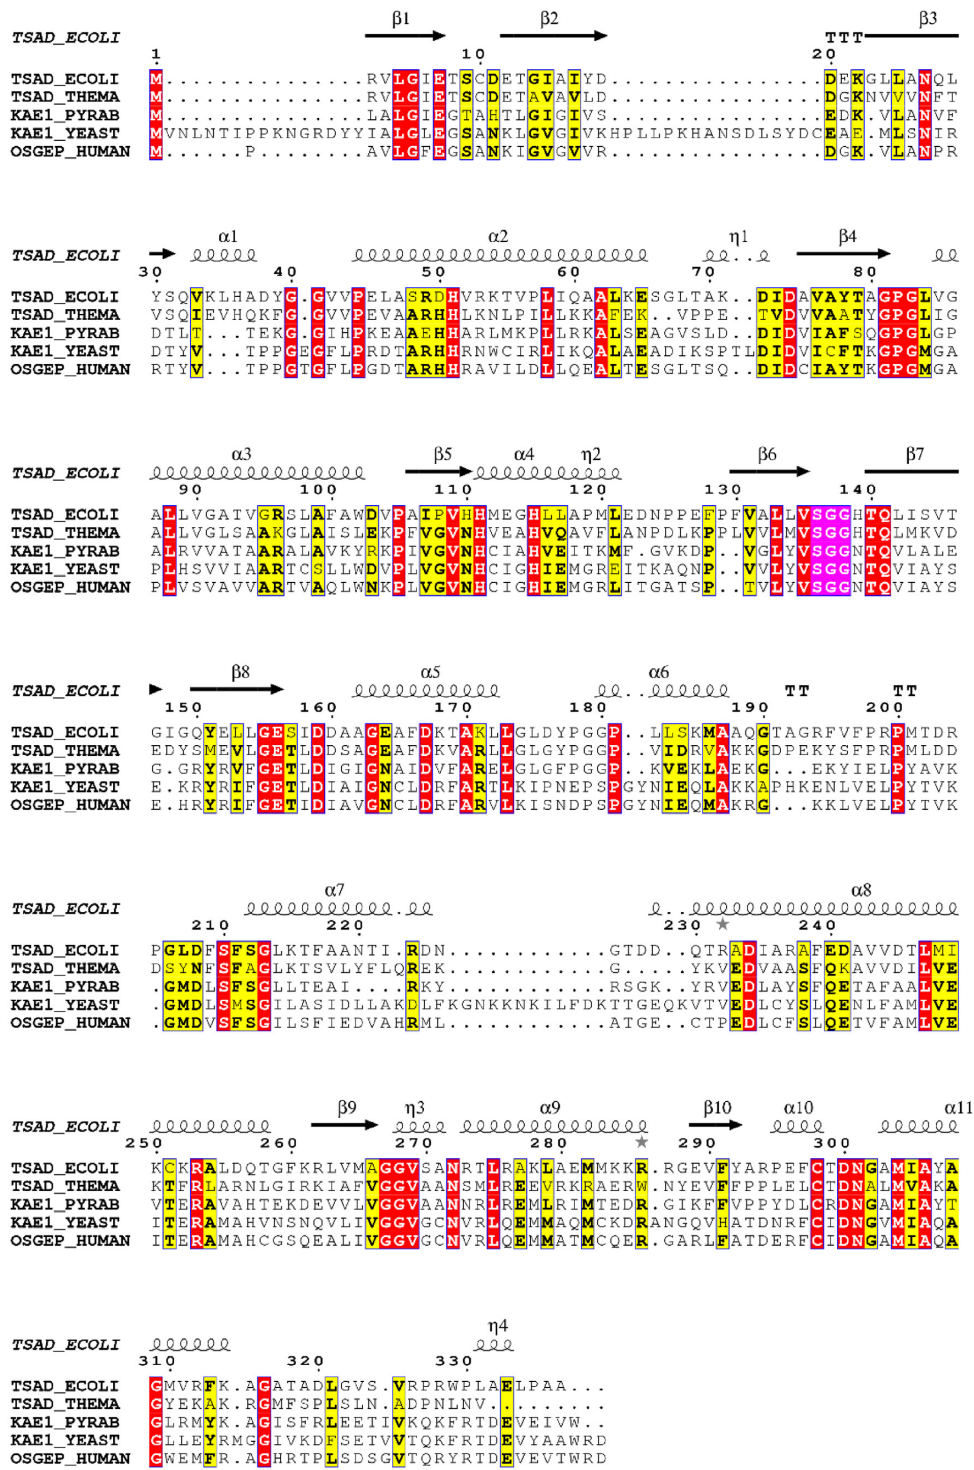 β1 β2 β3
TSAD_ECOLI TTT
1 10 20
TSAD_ECOLI M................RVLGIETSCDETGIAIYD.................DEKGLLANQL
TSAD_THEMA M................RVLGIETSCDETAVAVLD.................DGKNVVVNFT
KAE1_PYRAB M................LALGIEGTAHTLGIGIVS.................EDK.VLANVF
KAE1_YEAST MVNLNTIPPKNGRDYYIALGLEGSANKLGVGIVKHPLLPKHANSDLSYDCEAE.MLSNIR
OSGEP_HUMAN M.......P........AVLGFEGSANKIGVGVVR.................DGK.VLANPR
α1 α2 η1 β4
TSAD_ECOLI
30 40 50 60 70 80
TSAD_ECOLI YSQVKLHADYG.GVVPELASRDHVRKTVPLIQAALKESGLTAK..DIDAVAYTAGPGLVG
TSAD_THEMA VSQIEVHQKFG.GVVPEVAARHHLKNLPILLKKAFEK.VPPE..TVDVVAATYGPGLIG
KAE1_PYRAB DTLT...TEKG.GIHPKEAAEHHARLMKPLLRKALSEAGVSLD..DIDVIAFSQGPGLGP
KAE1_YEAST DTYV...TPPGEGFLPRDTARHHRNWCIRLIKQALAEADIKSPTLDIDVICFTKGPGMGA
OSGEP_HUMAN RTYV...TPPGTGFLPGDTARHHRAVILDLLQEALTESGLTSQ..DIDCIAYTKGPGMGA
α3 β5 α4 η2 β6 β7
TSAD_ECOLI
90 100 110 120 130 140
TSAD_ECOLI ALLVGATVGRSLAFAWDVPAIPVHHMEGHLLAPMLEDNPPEFPFVALLVSGGHTQLISVT
TSAD_THEMA ALLVGLSAAKGLAISLEKPFVGVNHVEAHVQAVFLANPDLKPPLVVLMVSGGHTQLMKVD
KAE1_PYRAB ALRVVATAARALAVKYRKPIVGVNHCIAHVEITKMF.GVKDP..VGLYVSGGNTQVLALE
KAE1_YEAST PLHSVVIAARTCSLLWDVPLVGVNHCIGHIEMGREITKAQNP..VVLYVSGGNTQVIAYS
OSGEP_HUMAN PLVSVAVVARTVAQLWNKPLVGVNHCIGHIEMGRLITGATSR..TVLYVSGGNTQVIAYS
β8 α5 α6
TSAD_ECOLI TT TT
150 160 170 180 190 200
TSAD_ECOLI GIGQYELLGESIDDAAGEAFDKTAKLLGLDYPGGP..LLSKMAAQGTAGRFVFPRPMTDR
TSAD_THEMA EDYSMEVLGETLDDSAGEAFDKVARLLGLGYPGGP..VIDRVAKKGDPEKYSFPRPMLDD
KAE1_PYRAB G.GRYRVFGETLDIGIGNAIDVFARELGLGFPGGP..KVEKLAEKG...EKYIELPYAVK
KAE1_YEAST E.KRYRIFGETLDIAIGNCLDRFARTLKIPNEPSPGYNIEQLAKKAPHKENLVELPYTVK
OSGEP_HUMAN E.HRYRIFGETIDIAVGNCLDRFARVLKISNDPSPGYNIEQMAKRG...KKLVELPYTVK
α7 α8
TSAD_ECOLI
210 220 230 240
TSAD_ECOLI PGLDFSFSGLKTFAANTI.RDN............GTDD..QTRADIARAFEDAVVDTLMI
TSAD_THEMA DSYNFSFAGLKTSVLYFLQREK............G.....YKVEDVAASFQKAVVDILVE
KAE1_PYRAB .GMDLSFSGLLTEAI....RKY............RSGK..YRVEDLAYSFQETAFAALVE
KAE1_YEAST .GMDLSMSGILASIDLLAKDLFKGNKKNKILFDKTTGEQKVTVEDLCYSLQENLFAMLVE
OSGEP_HUMAN .GMDVSFSGILSFIEDVAHRML............ATGE..CTPEDLCFSLQETVFAMLVE
β9 η3 α9 β10 α10 α11
TSAD_ECOLI
250 260 270 280 290 300
TSAD_ECOLI KCKRALDQTGFKRLVMAGGVSANRTLRAKLAEMMKKRRGEVFYARPEFCTDNGAMIAYA
TSAD_THEMA KTFRLARNLGIRKIAFVGGVAANSMLREEVRKRAERWNYEVFFPPLELCTDNALMVAKA
KAE1_PYRAB VTERAVAHTEKDEVVLVGGVAANNRLREMLRIMTEDR.GIKFFVPPYDLCRDNGAMIAYT
KAE1_YEAST ITERAMAHVNSNQVLIVGGVGCNVRLQEMMAQMCKDRANGQVHATDNRFCIDNGVMIAQA
OSGEP_HUMAN ITERAMAHCGSQEALIVGGVGCNVRLQEMMATMCQER.GARLFATDERFCIDNGAMIAQA
η4
TSAD_ECOLI
310 320 330
TSAD_ECOLI GMVRFK.AGATADLGVS.VRPRWPLAELPAA...
TSAD_THEMA GYEKAK.RGMFSPLSLN.ADPNLNV.........
KAE1_PYRAB GLRMYK.AGISFRLEETIVKQKFRTDEVEIVW..
KAE1_YEAST GLLEYRMGGIVKDFSETVVTQKFRTDEVYAAWRD
OSGEP_HUMAN GWEMFR.AGHRTPLSDSGVTQRYRTDEVEVTWRD